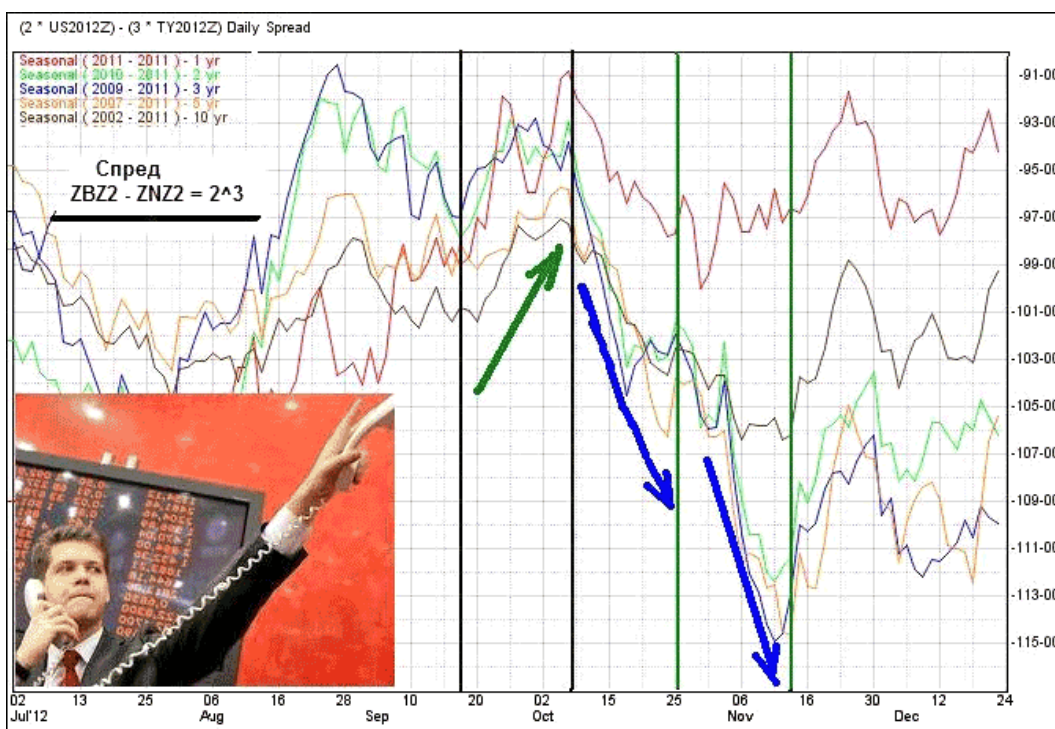 (2 * US2012Z) - (3 * TY2012Z) Daily Spread
Seasonal ( 2011 - 2011 ) - 1 yr
Seasonal ( 2010 - 2011 ) - 2 yr
Seasonal ( 2009 - 2011 ) - 3 yr
Seasonal ( 2007 - 2011 ) - 5 yr
Seasonal ( 2002 - 2011 ) - 10 yr
Спред
ZBZ2 - ZNZ2 = 2^3
-91-00
-93-00
-95-00
-97-00
-99-00
-101-00
-103-00
-105-00
-107-00
-109-00
-111-00
-113-00
-115-00
02 13 25 06 16 28 10 20 02 15 25 06 16 30 12 24
Jul'12 Aug Sep Oct Nov Dec